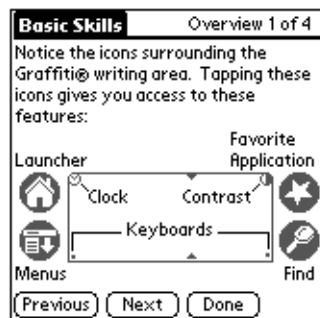 Basic Skills Overview 1 of 4
Notice the icons surrounding the
Graffiti® writing area. Tapping these
icons gives you access to these
features:
Favorite
Launcher Application
Clock Contrast
Keyboards
Menus Find
Previous Next Done